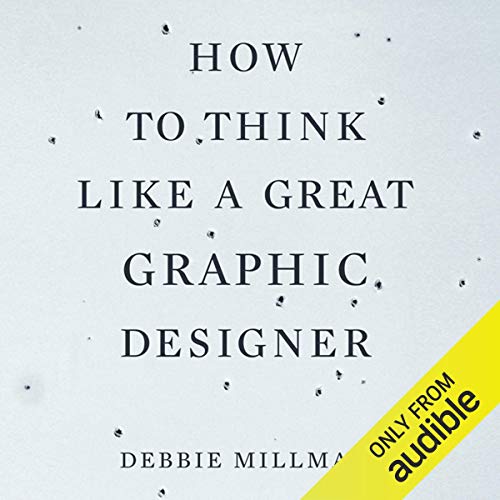 HOW
TO THINK
LIKE A GREAT
GRAPHIC
DESIGNER
DEBBIE MILLMA
ONLY FROM
audible